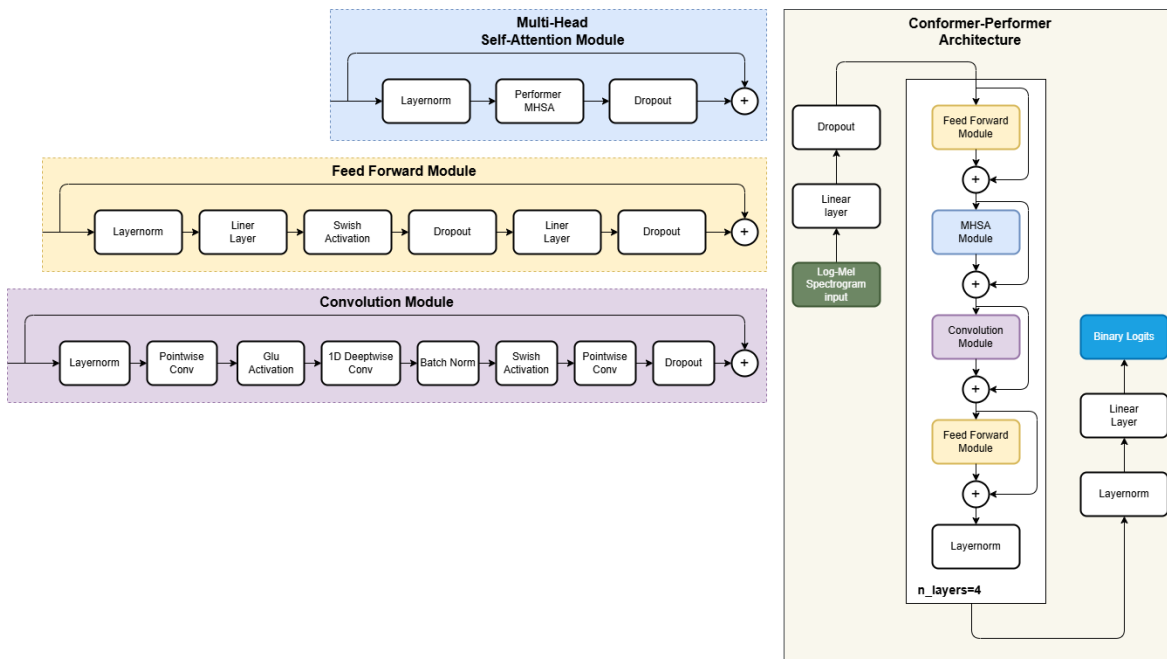 Multi-Head
Self-Attention Module
Layernorm
Performer
MHSA
Dropout
+
Feed Forward Module
Layernorm
Liner
Layer
Swish
Activation
Dropout
Liner
Layer
Dropout
+
Convolution Module
Layernorm
Pointwise
Conv
Glu
Activation
1D Deeptwise
Conv
Batch Norm
Swish
Activation
Pointwise
Conv
Dropout
+
Conformer-Performer
Architecture
Dropout
Linear
layer
Log-Mel
Spectrogram
input
Feed Forward
Module
+
MHSA
Module
+
Convolution
Module
+
Feed Forward
Module
+
Layernorm
n_layers=4
Binary Logits
Linear
Layer
Layernorm